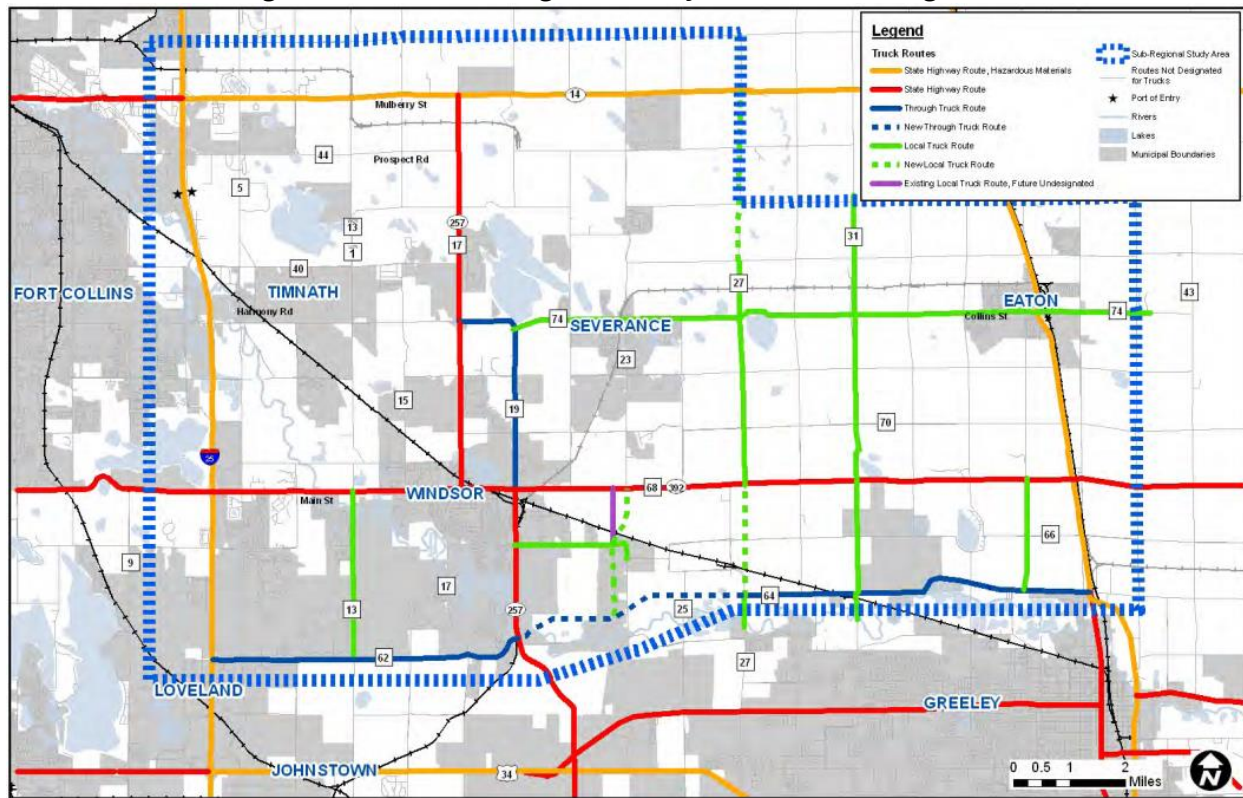 Legend
Truck Routes
State Highway Route, Hazardous Materials
State Highway Route
Through Truck Route
New Through Truck Route
Local Truck Route
New Local Truck Route
Existing Local Truck Route, Future Undesignated
Sub-Regional Study Area
Routes Not Designated
for Trucks
Port of Entry
Rivers
Lakes
Municipal Boundaries
14
Mulberry St
44
Prospect Rd
5
13
257
17
31
1
40
27
43
FORT COLLINS
TIMNATH
EATON
Harmony Rd
74
SEVERANCE
Collins St
74
23
15
19
70
25
68
392
WINDSOR
Main St
66
9
17
13
64
25
257
62
27
LOVELAND
GREELEY
JOHNSTOWN
34
0 0.5 1 2
Miles
N